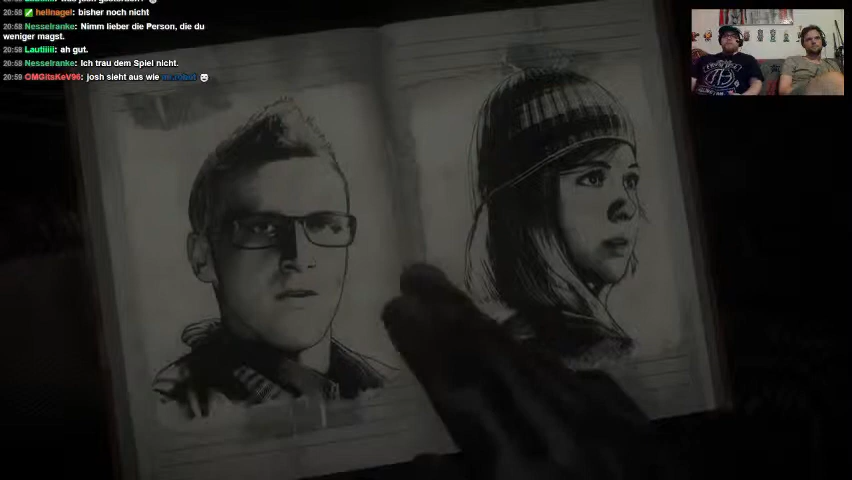 20:58 hellnagel: bisher noch nicht
20:58 Nesselranke: Nimm lieber die Person, die du
weniger magst.
20:58 Lautiiiii: ah gut.
20:58 Nesselranke: Ich trau dem Spiel nicht.
20:59 OMGitsKeV96: josh sieht aus wie